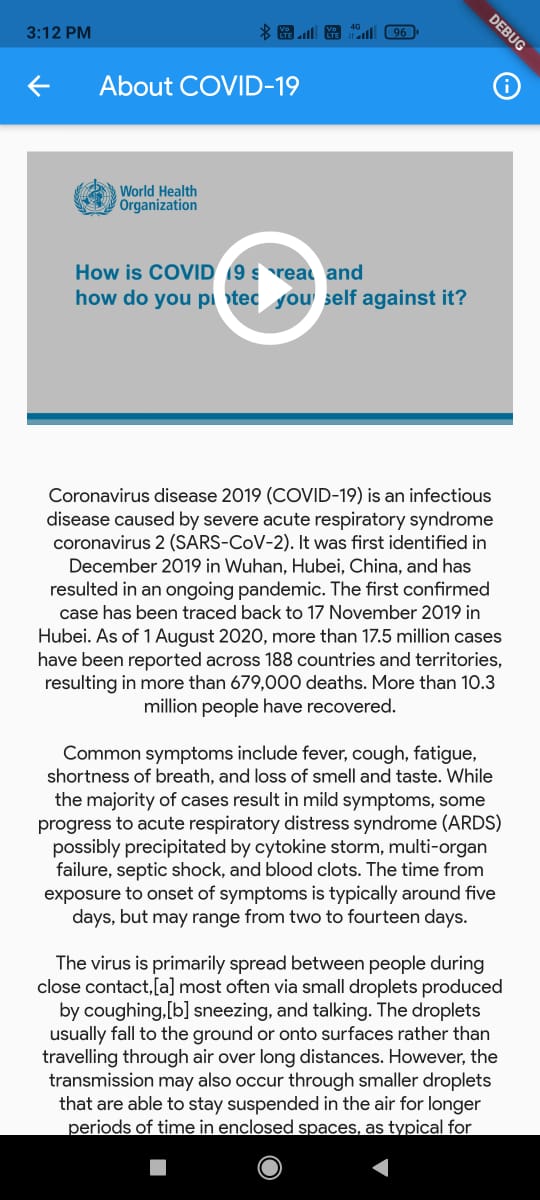 3:12 PM
Vo LTE
Vo LTE
4G
96
DEBUG
About COVID-19
World Health
Organization
How is COVID-19 spread and
how do you protect yourself against it?
Coronavirus disease 2019 (COVID-19) is an infectious
disease caused by severe acute respiratory syndrome
coronavirus 2 (SARS-CoV-2). It was first identified in
December 2019 in Wuhan, Hubei, China, and has
resulted in an ongoing pandemic. The first confirmed
case has been traced back to 17 November 2019 in
Hubei. As of 1 August 2020, more than 17.5 million cases
have been reported across 188 countries and territories,
resulting in more than 679,000 deaths. More than 10.3
million people have recovered.
Common symptoms include fever, cough, fatigue,
shortness of breath, and loss of smell and taste. While
the majority of cases result in mild symptoms, some
progress to acute respiratory distress syndrome (ARDS)
possibly precipitated by cytokine storm, multi-organ
failure, septic shock, and blood clots. The time from
exposure to onset of symptoms is typically around five
days, but may range from two to fourteen days.
The virus is primarily spread between people during
close contact,[a] most often via small droplets produced
by coughing,[b] sneezing, and talking. The droplets
usually fall to the ground or onto surfaces rather than
travelling through air over long distances. However, the
transmission may also occur through smaller droplets
that are able to stay suspended in the air for longer
periods of time in enclosed spaces, as typical for